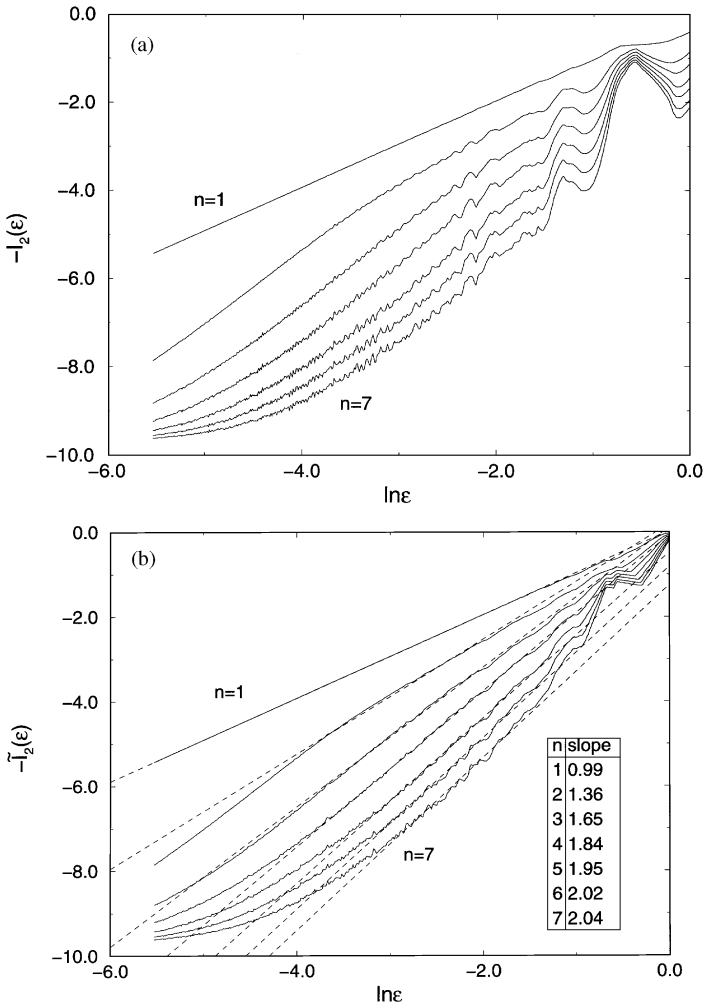 0.0
(a)
−2.0
n=1
−4.0
−I₂(ε)
−6.0
n=7
−8.0
−10.0
−6.0 −4.0 −2.0 0.0
lnε
0.0
(b)
−2.0
n=1
−4.0
−Ĩ₂(ε)
n slope
1 0.99
2 1.36
−6.0
3 1.65
4 1.84
n=7
5 1.95
−8.0
6 2.02
7 2.04
−10.0
−6.0 −4.0 −2.0 0.0
lnε